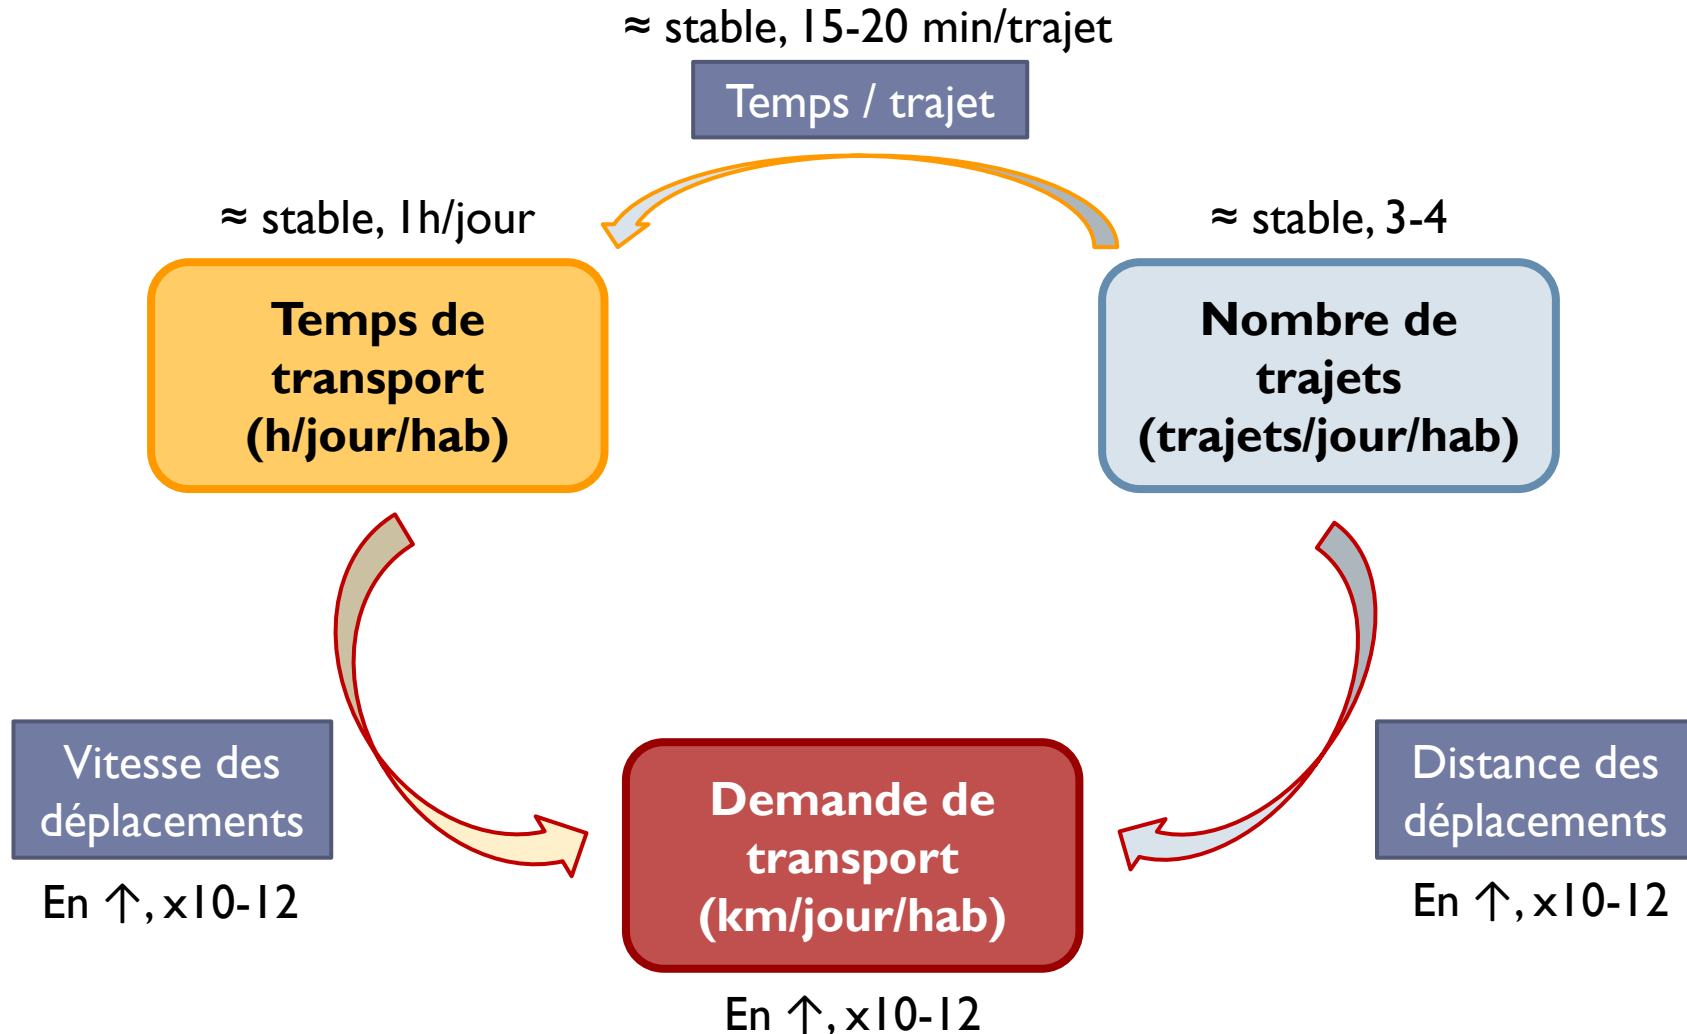 ≈ stable, 15-20 min/trajet
Temps / trajet
≈ stable, 1h/jour
≈ stable, 3-4
Temps de
transport
(h/jour/hab)
Nombre de
trajets
(trajets/jour/hab)
Vitesse des
déplacements
En ↑, x10-12
Demande de
transport
(km/jour/hab)
En ↑, x10-12
Distance des
déplacements
En ↑, x10-12